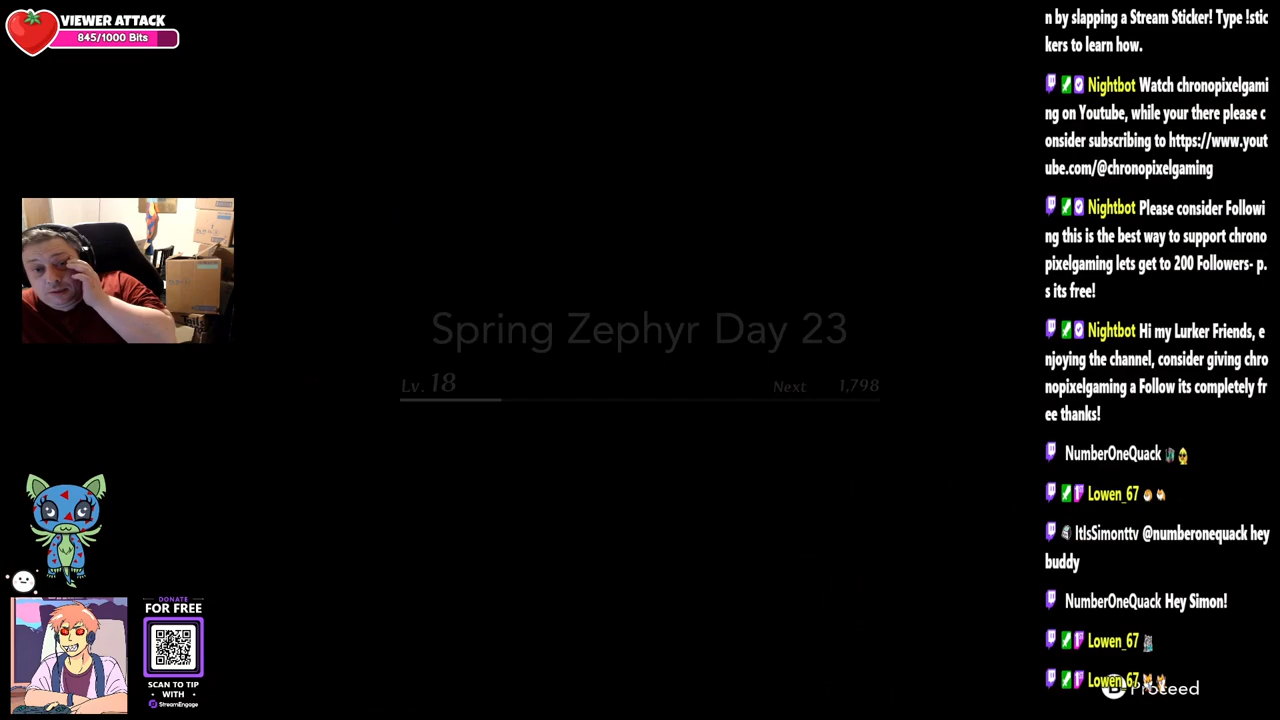 VIEWER ATTACK
845/1000 Bits
n by slapping a Stream Sticker! Type !stic
kers to learn how.
Nightbot Watch chronopixelgami
ng on Youtube, while your there please c
onsider subscribing to https://www.yout
ube.com/@chronopixelgaming
Nightbot Please consider Followi
ng this is the best way to support chrono
pixelgaming lets get to 200 Followers- p.
s its free!
Nightbot Hi my Lurker Friends, e
njoying the channel, consider giving chro
nopixelgaming a Follow its completely fr
ee thanks!
NumberOneQuack
Lowen_67
ItIsSimonttv @numberonequack hey
buddy
NumberOneQuack Hey Simon!
Lowen_67
Lowen_67
Spring Zephyr Day 23
Lv. 18 Next 1,798
DONATE
FOR FREE
SCAN TO TIP
WITH
StreamEngage
Proceed